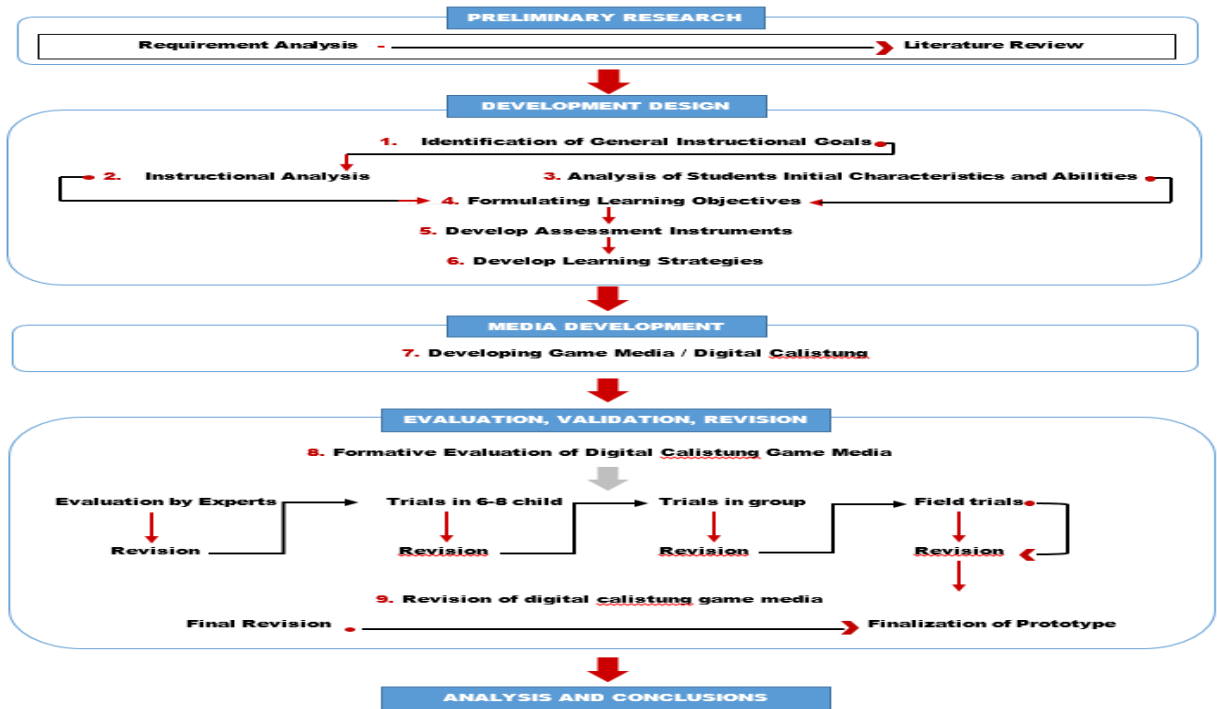 PRELIMINARY RESEARCH
Requirement Analysis - Literature Review
DEVELOPMENT DESIGN
1. Identification of General Instructional Goals
2. Instructional Analysis 3. Analysis of Students Initial Characteristics and Abilities
4. Formulating Learning Objectives
5. Develop Assessment Instruments
6. Develop Learning Strategies
MEDIA DEVELOPMENT
7. Developing Game Media / Digital Calistung
EVALUATION, VALIDATION, REVISION
8. Formative Evaluation of Digital Calistung Game Media
Evaluation by Experts Trials in 6-8 child Trials in group Field trials
Revision Revision Revision Revision
9. Revision of digital calistung game media
Final Revision Finalization of Prototype
ANALYSIS AND CONCLUSIONS